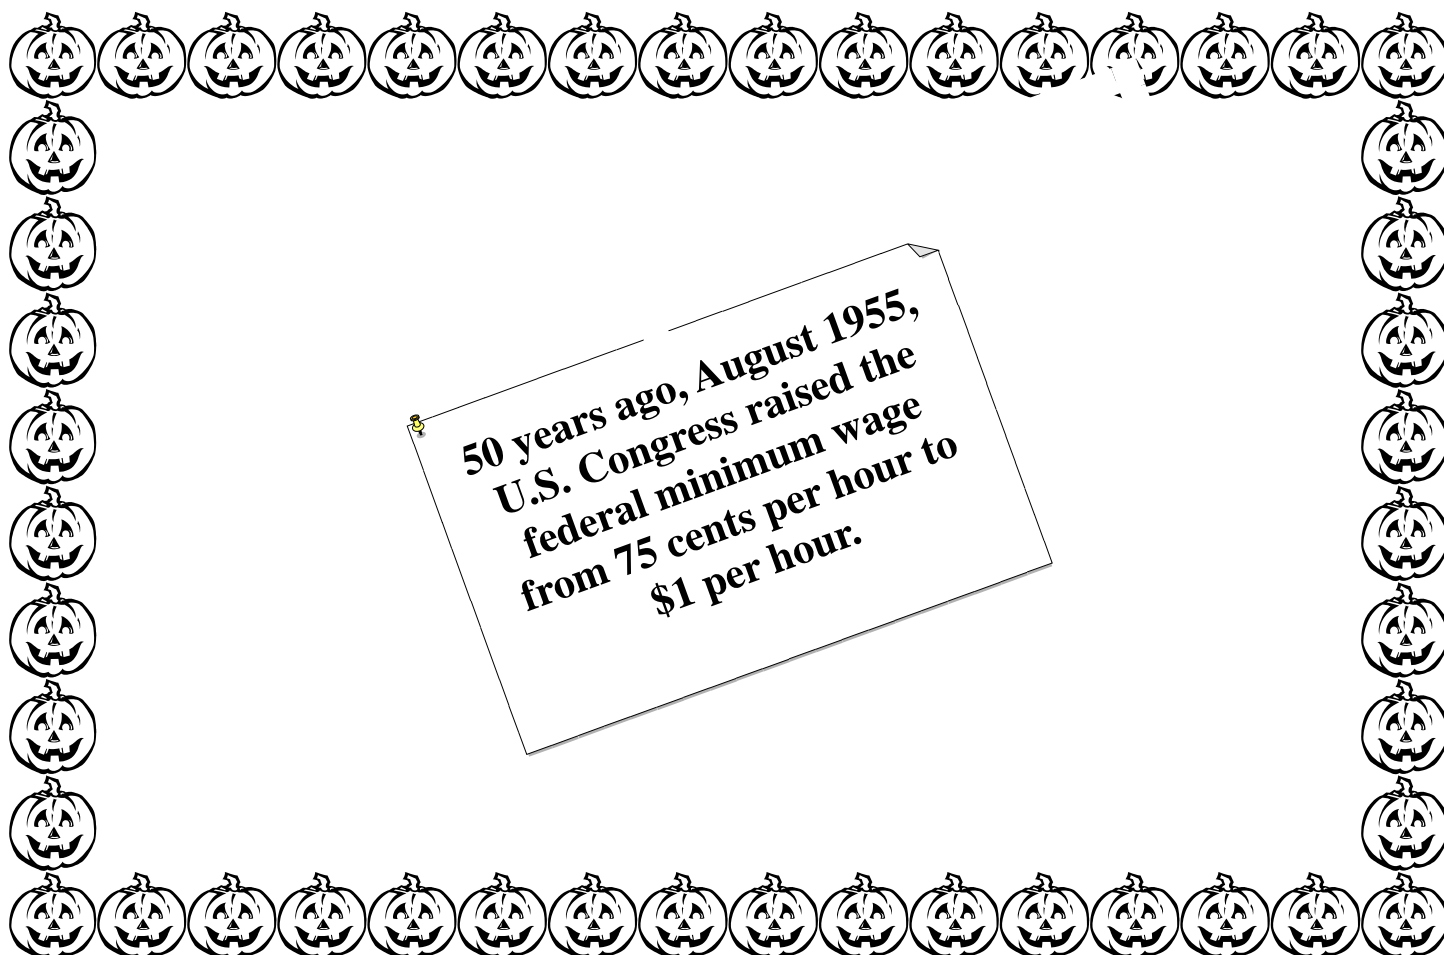 50 years ago, August 1955,
U.S. Congress raised the
federal minimum wage
from 75 cents per hour to
$1 per hour.